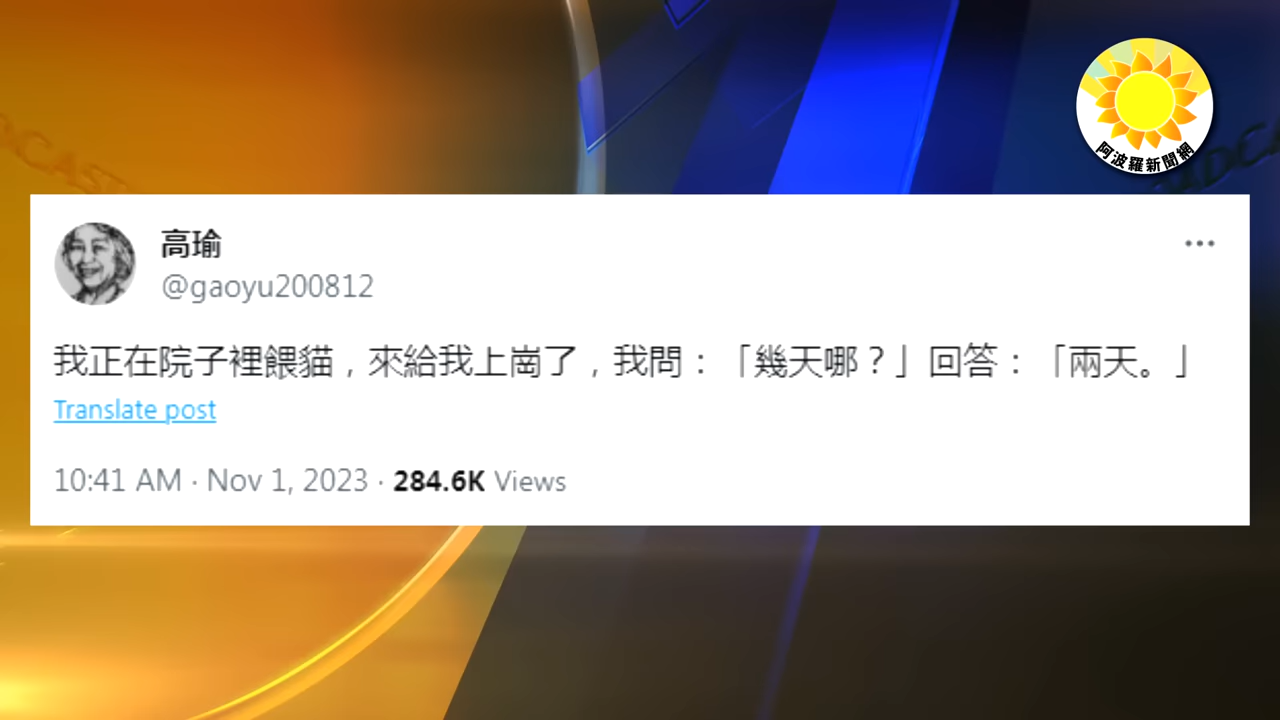 阿波羅新聞網
高瑜
@gaoyu200812
我正在院子裡餵貓，來給我上崗了，我問：「幾天哪？」回答：「兩天。」
Translate post
10:41 AM · Nov 1, 2023 · 284.6K Views